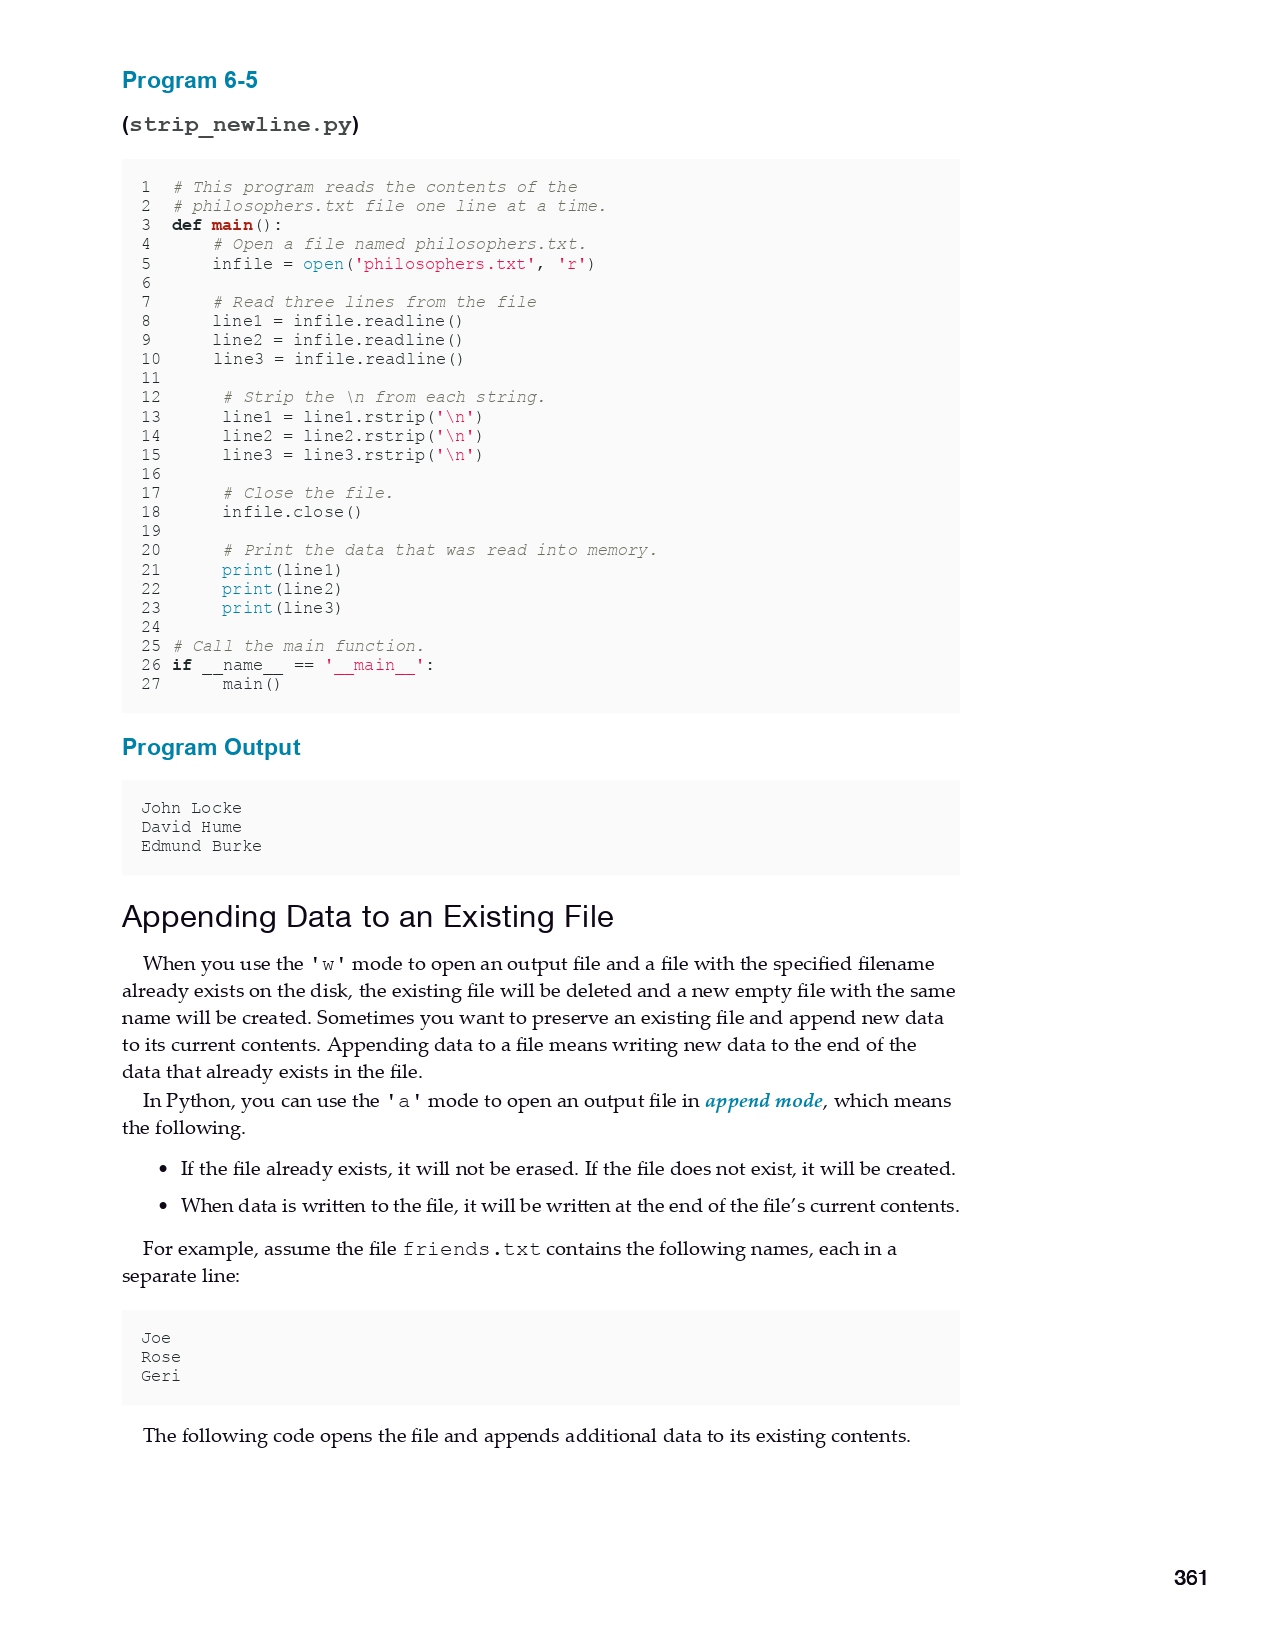 Program 6-5
(strip_newline.py)
1 # This program reads the contents of the
2 # philosophers.txt file one line at a time.
3 def main():
4     # Open a file named philosophers.txt.
5     infile = open('philosophers.txt', 'r')
6
7     # Read three lines from the file
8     line1 = infile.readline()
9     line2 = infile.readline()
10     line3 = infile.readline()
11
12      # Strip the \n from each string.
13      line1 = line1.rstrip('\n')
14      line2 = line2.rstrip('\n')
15      line3 = line3.rstrip('\n')
16
17      # Close the file.
18      infile.close()
19
20      # Print the data that was read into memory.
21      print(line1)
22      print(line2)
23      print(line3)
24
25 # Call the main function.
26 if __name__ == '__main__':
27      main()
Program Output
John Locke
David Hume
Edmund Burke
Appending Data to an Existing File
When you use the 'w' mode to open an output file and a file with the specified filename
already exists on the disk, the existing file will be deleted and a new empty file with the same
name will be created. Sometimes you want to preserve an existing file and append new data
to its current contents. Appending data to a file means writing new data to the end of the
data that already exists in the file.
In Python, you can use the 'a' mode to open an output file in append mode, which means
the following.
• If the file already exists, it will not be erased. If the file does not exist, it will be created.
• When data is written to the file, it will be written at the end of the file’s current contents.
For example, assume the file friends.txt contains the following names, each in a
separate line:
Joe
Rose
Geri
The following code opens the file and appends additional data to its existing contents.
361